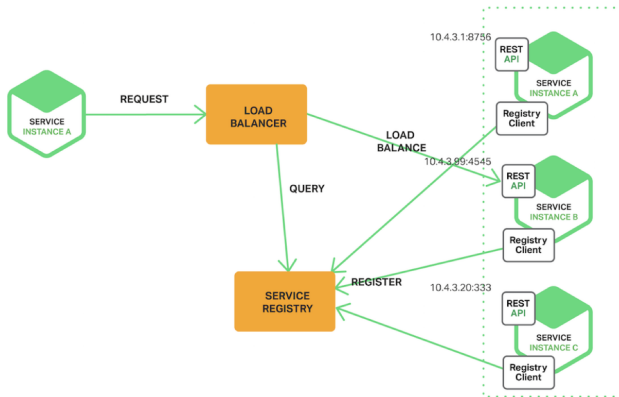 10.4.3.1:8756
REST
API
SERVICE
INSTANCE A
Registry
Client
SERVICE
INSTANCE A
REQUEST
LOAD
BALANCER
LOAD
BALANCE
10.4.3.99:4545
REST
API
SERVICE
INSTANCE B
Registry
Client
QUERY
SERVICE
REGISTRY
REGISTER
10.4.3.20:333
REST
API
SERVICE
INSTANCE C
Registry
Client